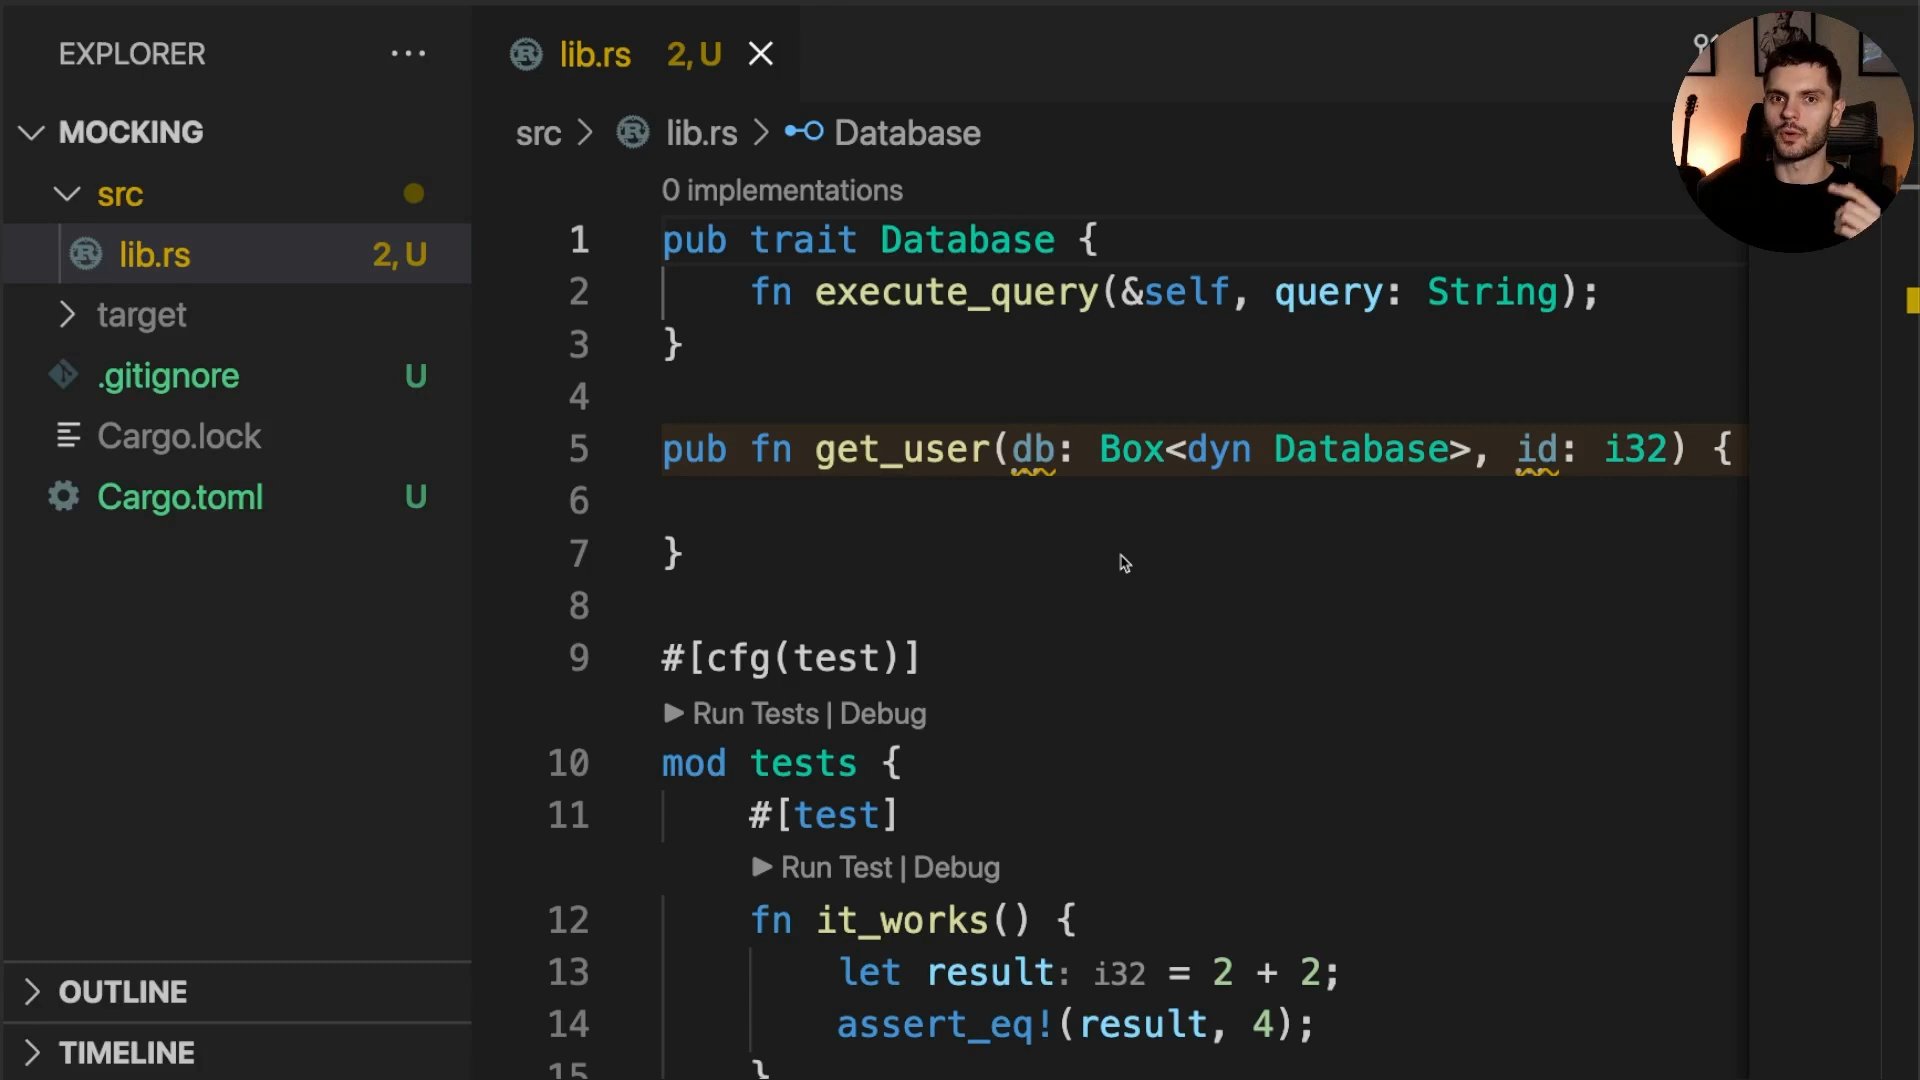 EXPLORER
MOCKING
src
lib.rs 2, U
target
.gitignore U
Cargo.lock
Cargo.toml U
OUTLINE
TIMELINE
lib.rs 2, U
src > lib.rs > Database
0 implementations
1 pub trait Database {
2 fn execute_query(&self, query: String);
3 }
4
5 pub fn get_user(db: Box<dyn Database>, id: i32) {
6
7 }
8
9 #[cfg(test)]
Run Tests | Debug
10 mod tests {
11 #[test]
Run Test | Debug
12 fn it_works() {
13 let result: i32 = 2 + 2;
14 assert_eq!(result, 4);
15 }